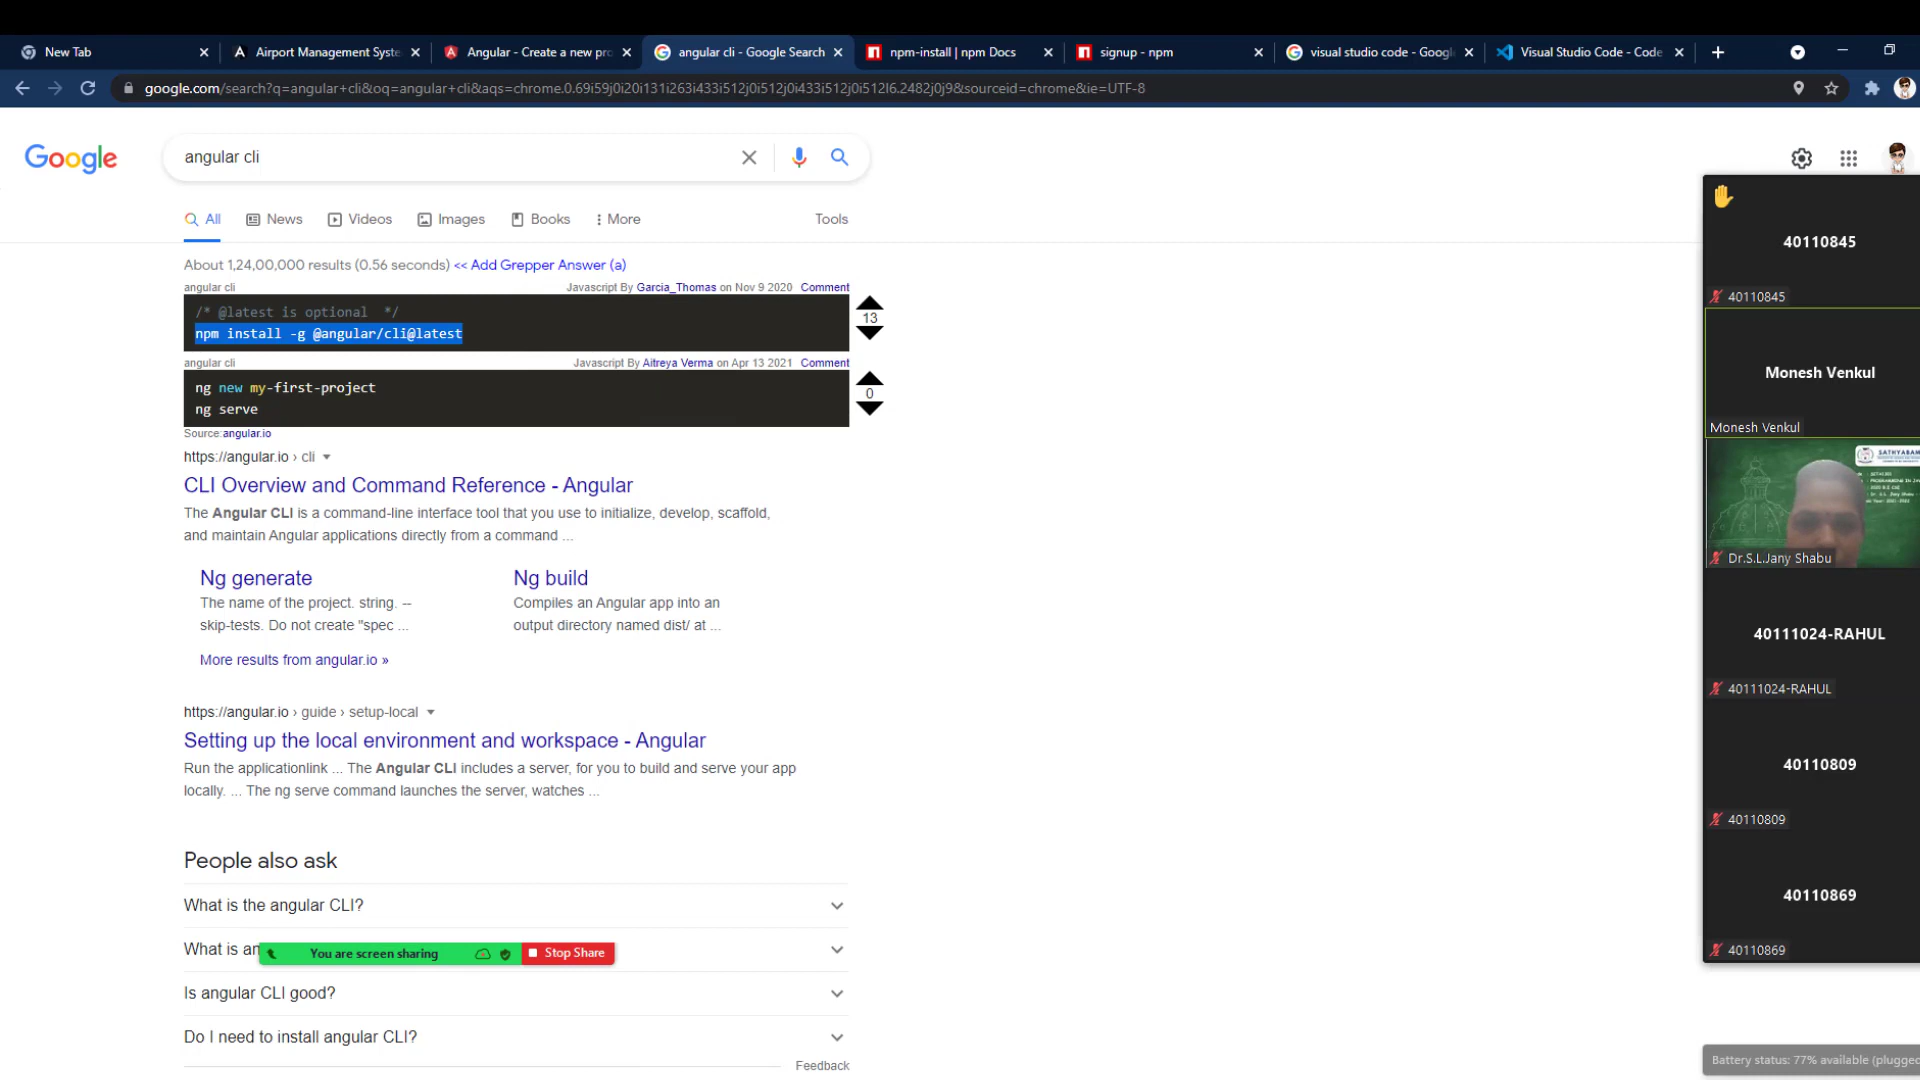 New Tab
Airport Management Syste
Angular - Create a new pro
angular cli - Google Search
npm-install | npm Docs
signup - npm
visual studio code - Googl
Visual Studio Code - Code
google.com/search?q=angular+cli&oq=angular+cli&aqs=chrome.0.69i59j0i20i131i263i433i512j0i512j0i433i512j0i512l6.2482j0j9&sourceid=chrome&ie=UTF-8
Google
angular cli
All
News
Videos
Images
Books
More
Tools
About 1,24,00,000 results (0.56 seconds) << Add Grepper Answer (a)
angular cli
Javascript By Garcia_Thomas on Nov 9 2020 Comment
/* @latest is optional */
npm install -g @angular/cli@latest
13
angular cli
Javascript By Aitreya Verma on Apr 13 2021 Comment
ng new my-first-project
ng serve
0
Source:angular.io
https://angular.io › cli
CLI Overview and Command Reference - Angular
The Angular CLI is a command-line interface tool that you use to initialize, develop, scaffold,
and maintain Angular applications directly from a command ...
Ng generate
The name of the project. string. --
skip-tests. Do not create "spec ...
Ng build
Compiles an Angular app into an
output directory named dist/ at ...
More results from angular.io »
https://angular.io › guide › setup-local
Setting up the local environment and workspace - Angular
Run the applicationlink ... The Angular CLI includes a server, for you to build and serve your app
locally. ... The ng serve command launches the server, watches ...
People also ask
What is the angular CLI?
What is an
You are screen sharing
Stop Share
Is angular CLI good?
Do I need to install angular CLI?
Feedback
40110845
40110845
Monesh Venkul
Monesh Venkul
SATHYABAM
Dr.S.L.Jany Shabu
40111024-RAHUL
40111024-RAHUL
40110809
40110809
40110869
40110869
Battery status: 77% available (plugged